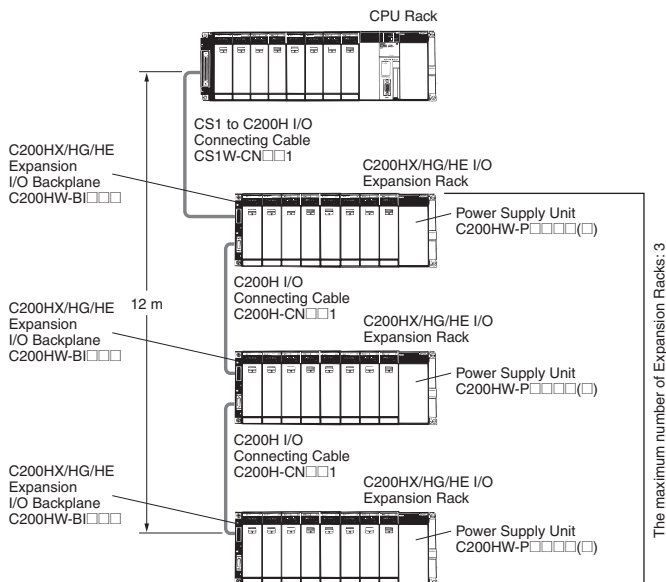 CPU Rack
CS1 to C200H I/O
Connecting Cable
CS1W-CN□□1
C200HX/HG/HE
Expansion
I/O Backplane
C200HW-BI□□□
C200HX/HG/HE I/O
Expansion Rack
Power Supply Unit
C200HW-P□□□□(□)
C200H I/O
Connecting Cable
C200H-CN□□1
12 m
C200HX/HG/HE
Expansion
I/O Backplane
C200HW-BI□□□
C200HX/HG/HE I/O
Expansion Rack
Power Supply Unit
C200HW-P□□□□(□)
C200H I/O
Connecting Cable
C200H-CN□□1
C200HX/HG/HE
Expansion
I/O Backplane
C200HW-BI□□□
C200HX/HG/HE I/O
Expansion Rack
Power Supply Unit
C200HW-P□□□□(□)
The maximum number of Expansion Racks: 3